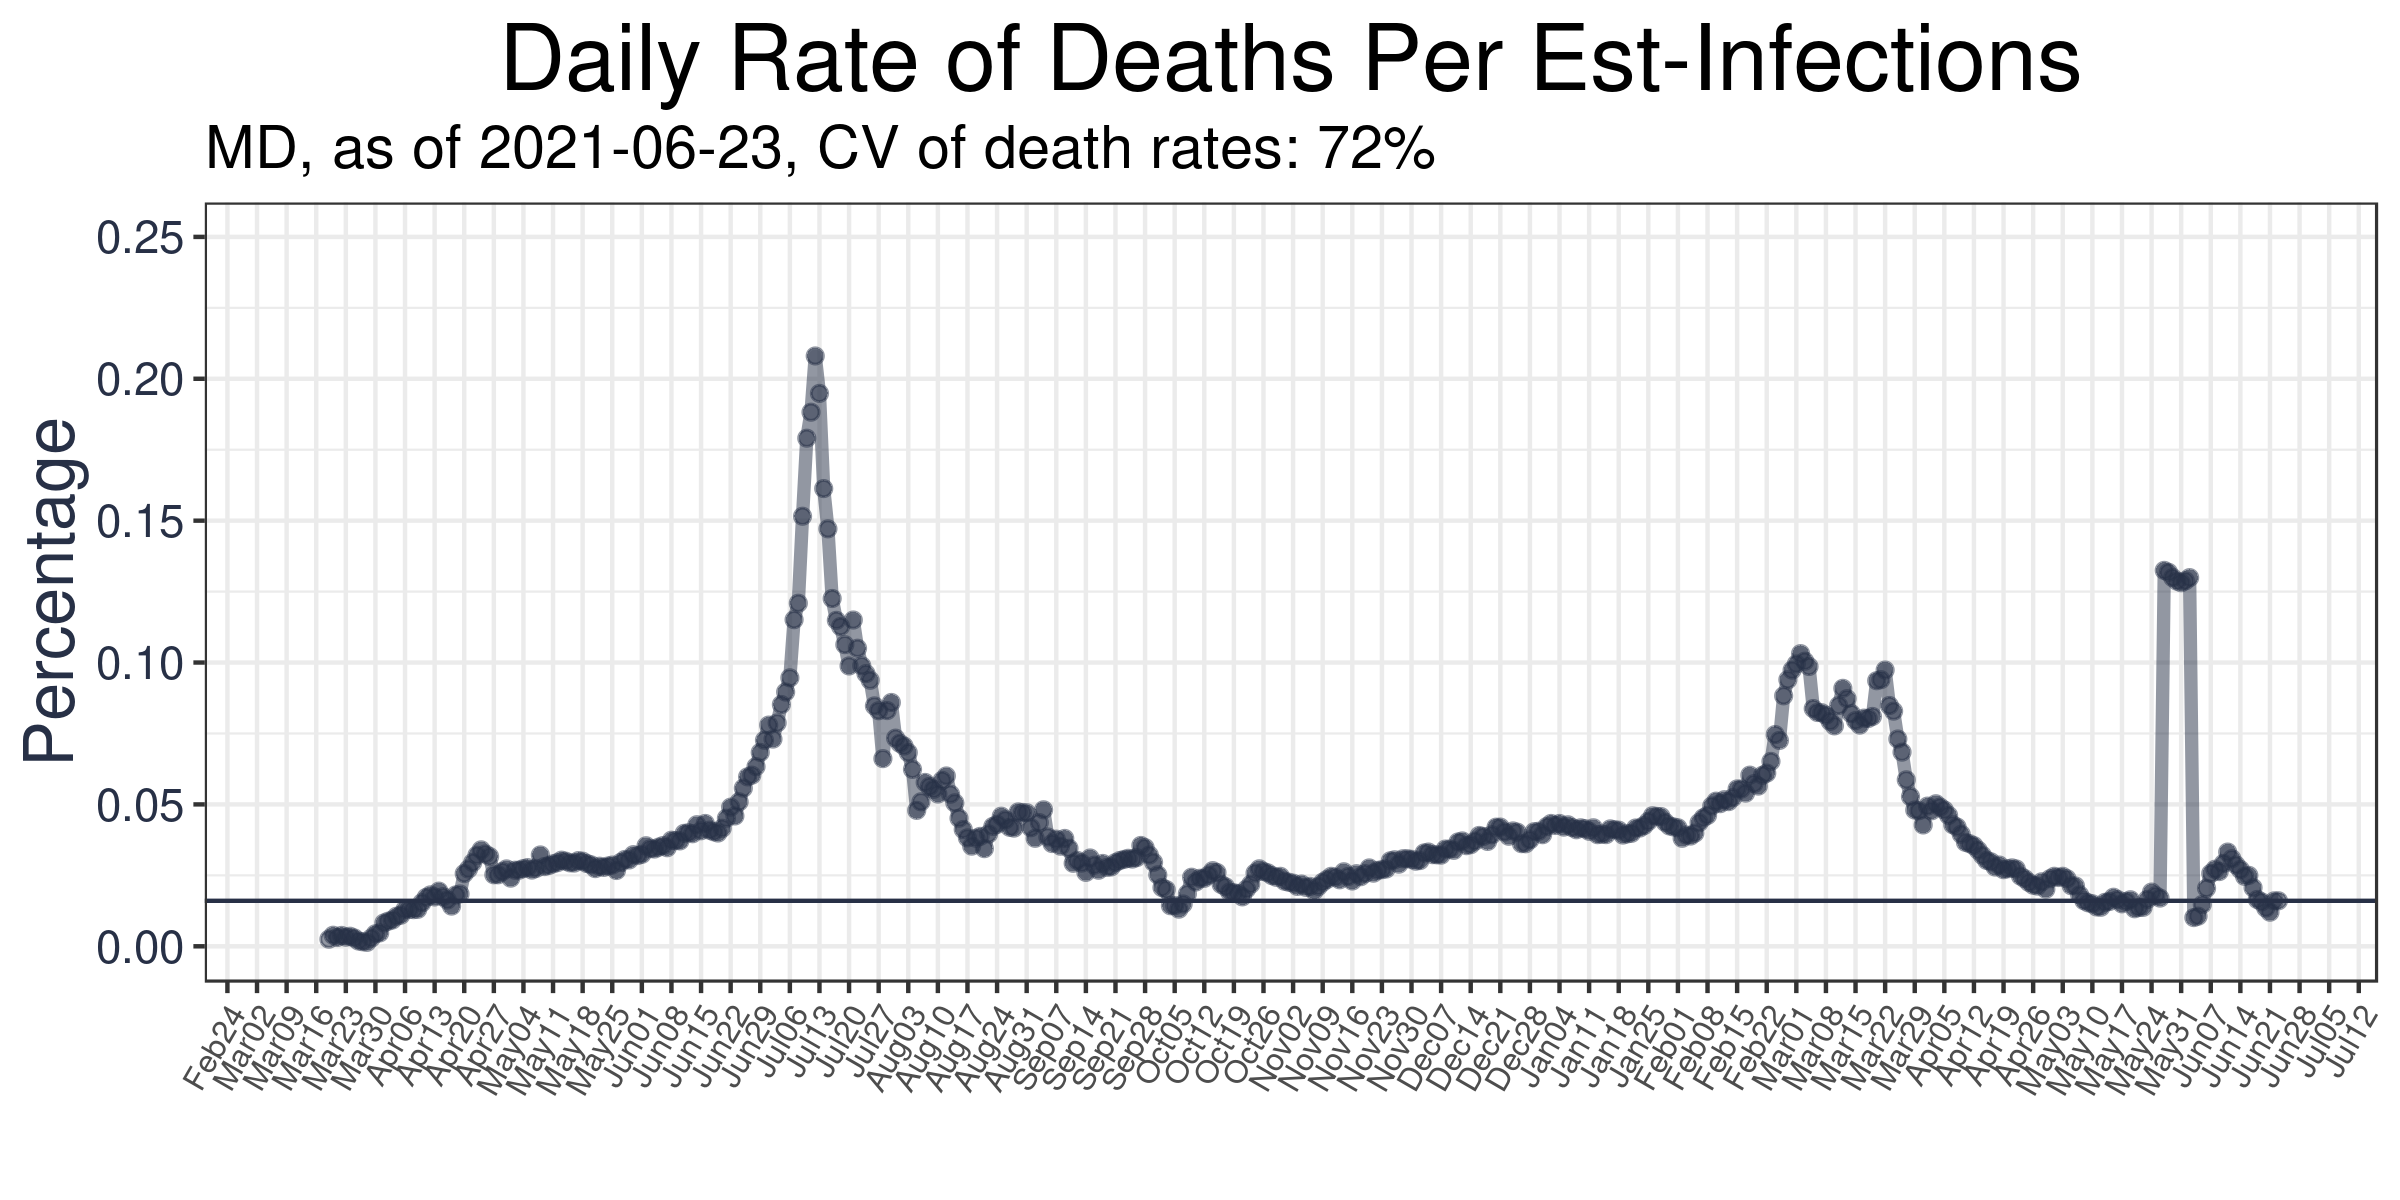 Daily Rate of Deaths Per Est-Infections
MD, as of 2021-06-23, CV of death rates: 72%
Percentage
0.25
0.20
0.15
0.10
0.05
0.00
Feb24
Mar02
Mar09
Mar16
Mar23
Mar30
Apr06
Apr13
Apr20
Apr27
May04
May11
May18
May25
Jun01
Jun08
Jun15
Jun22
Jun29
Jul06
Jul13
Jul20
Jul27
Aug03
Aug10
Aug17
Aug24
Aug31
Sep07
Sep14
Sep21
Sep28
Oct05
Oct12
Oct19
Oct26
Nov02
Nov09
Nov16
Nov23
Nov30
Dec07
Dec14
Dec21
Dec28
Jan04
Jan11
Jan18
Jan25
Feb01
Feb08
Feb15
Feb22
Mar01
Mar08
Mar15
Mar22
Mar29
Apr05
Apr12
Apr19
Apr26
May03
May10
May17
May24
May31
Jun07
Jun14
Jun21
Jun28
Jul05
Jul12